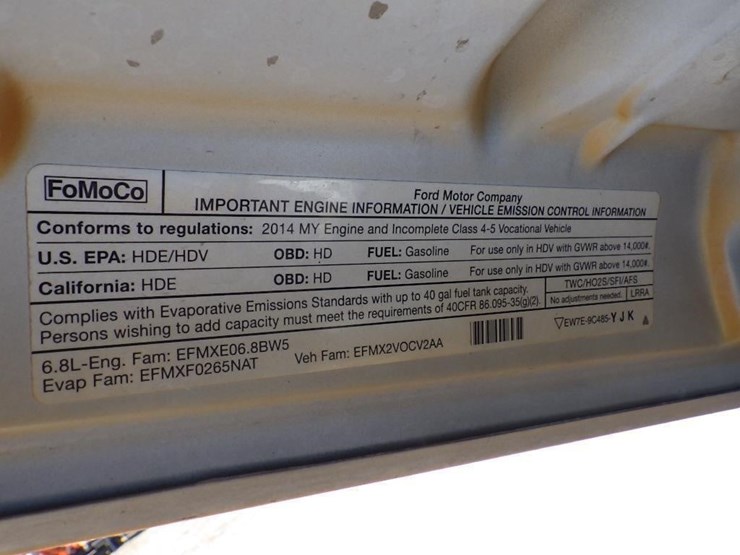 FoMoCo
Ford Motor Company
IMPORTANT ENGINE INFORMATION / VEHICLE EMISSION CONTROL INFORMATION
Conforms to regulations: 2014 MY Engine and Incomplete Class 4-5 Vocational Vehicle
U.S. EPA: HDE/HDV OBD: HD FUEL: Gasoline For use only in HDV with GVWR above 14,000#.
California: HDE OBD: HD FUEL: Gasoline For use only in HDV with GVWR above 14,000#.
Complies with Evaporative Emissions Standards with up to 40 gal fuel tank capacity. TWC/HO2S/SFI/AFS
Persons wishing to add capacity must meet the requirements of 40CFR 86.095-35(g)(2). No adjustments needed. LRRA
6.8L-Eng. Fam: EFMXE06.8BW5
Evap Fam: EFMXF0265NAT Veh Fam: EFMX2VOCV2AA
EW7E-9C485-YJK